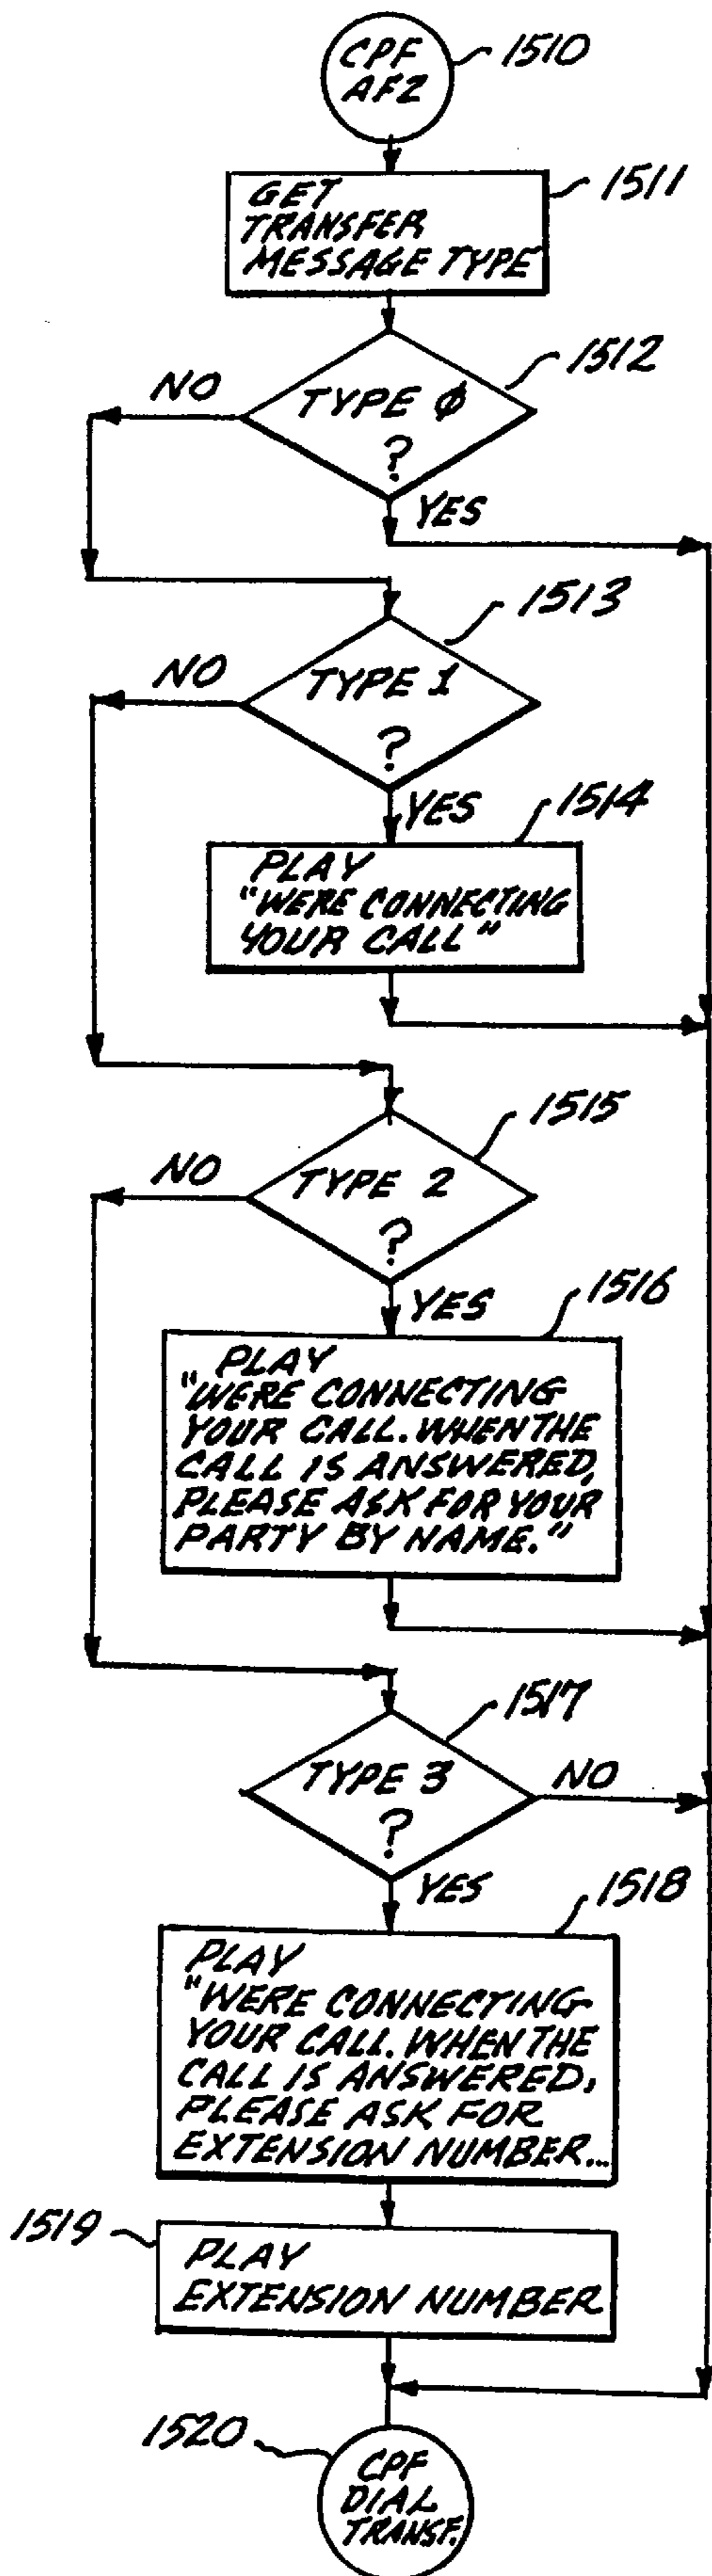 CPF
AF2
1510
GET
TRANSFER
MESSAGE TYPE
1511
TYPE Ø
?
1512
NO
YES
TYPE 1
?
1513
NO
YES
1514
PLAY
"WERE CONNECTING
YOUR CALL"
TYPE 2
?
1515
NO
YES
1516
PLAY
"WERE CONNECTING
YOUR CALL. WHEN THE
CALL IS ANSWERED,
PLEASE ASK FOR YOUR
PARTY BY NAME."
1517
TYPE 3
?
NO
YES
1518
PLAY
"WERE CONNECTING
YOUR CALL. WHEN THE
CALL IS ANSWERED,
PLEASE ASK FOR
EXTENSION NUMBER...
1519
PLAY
EXTENSION NUMBER
1520
CPF
DIAL
TRANSF.